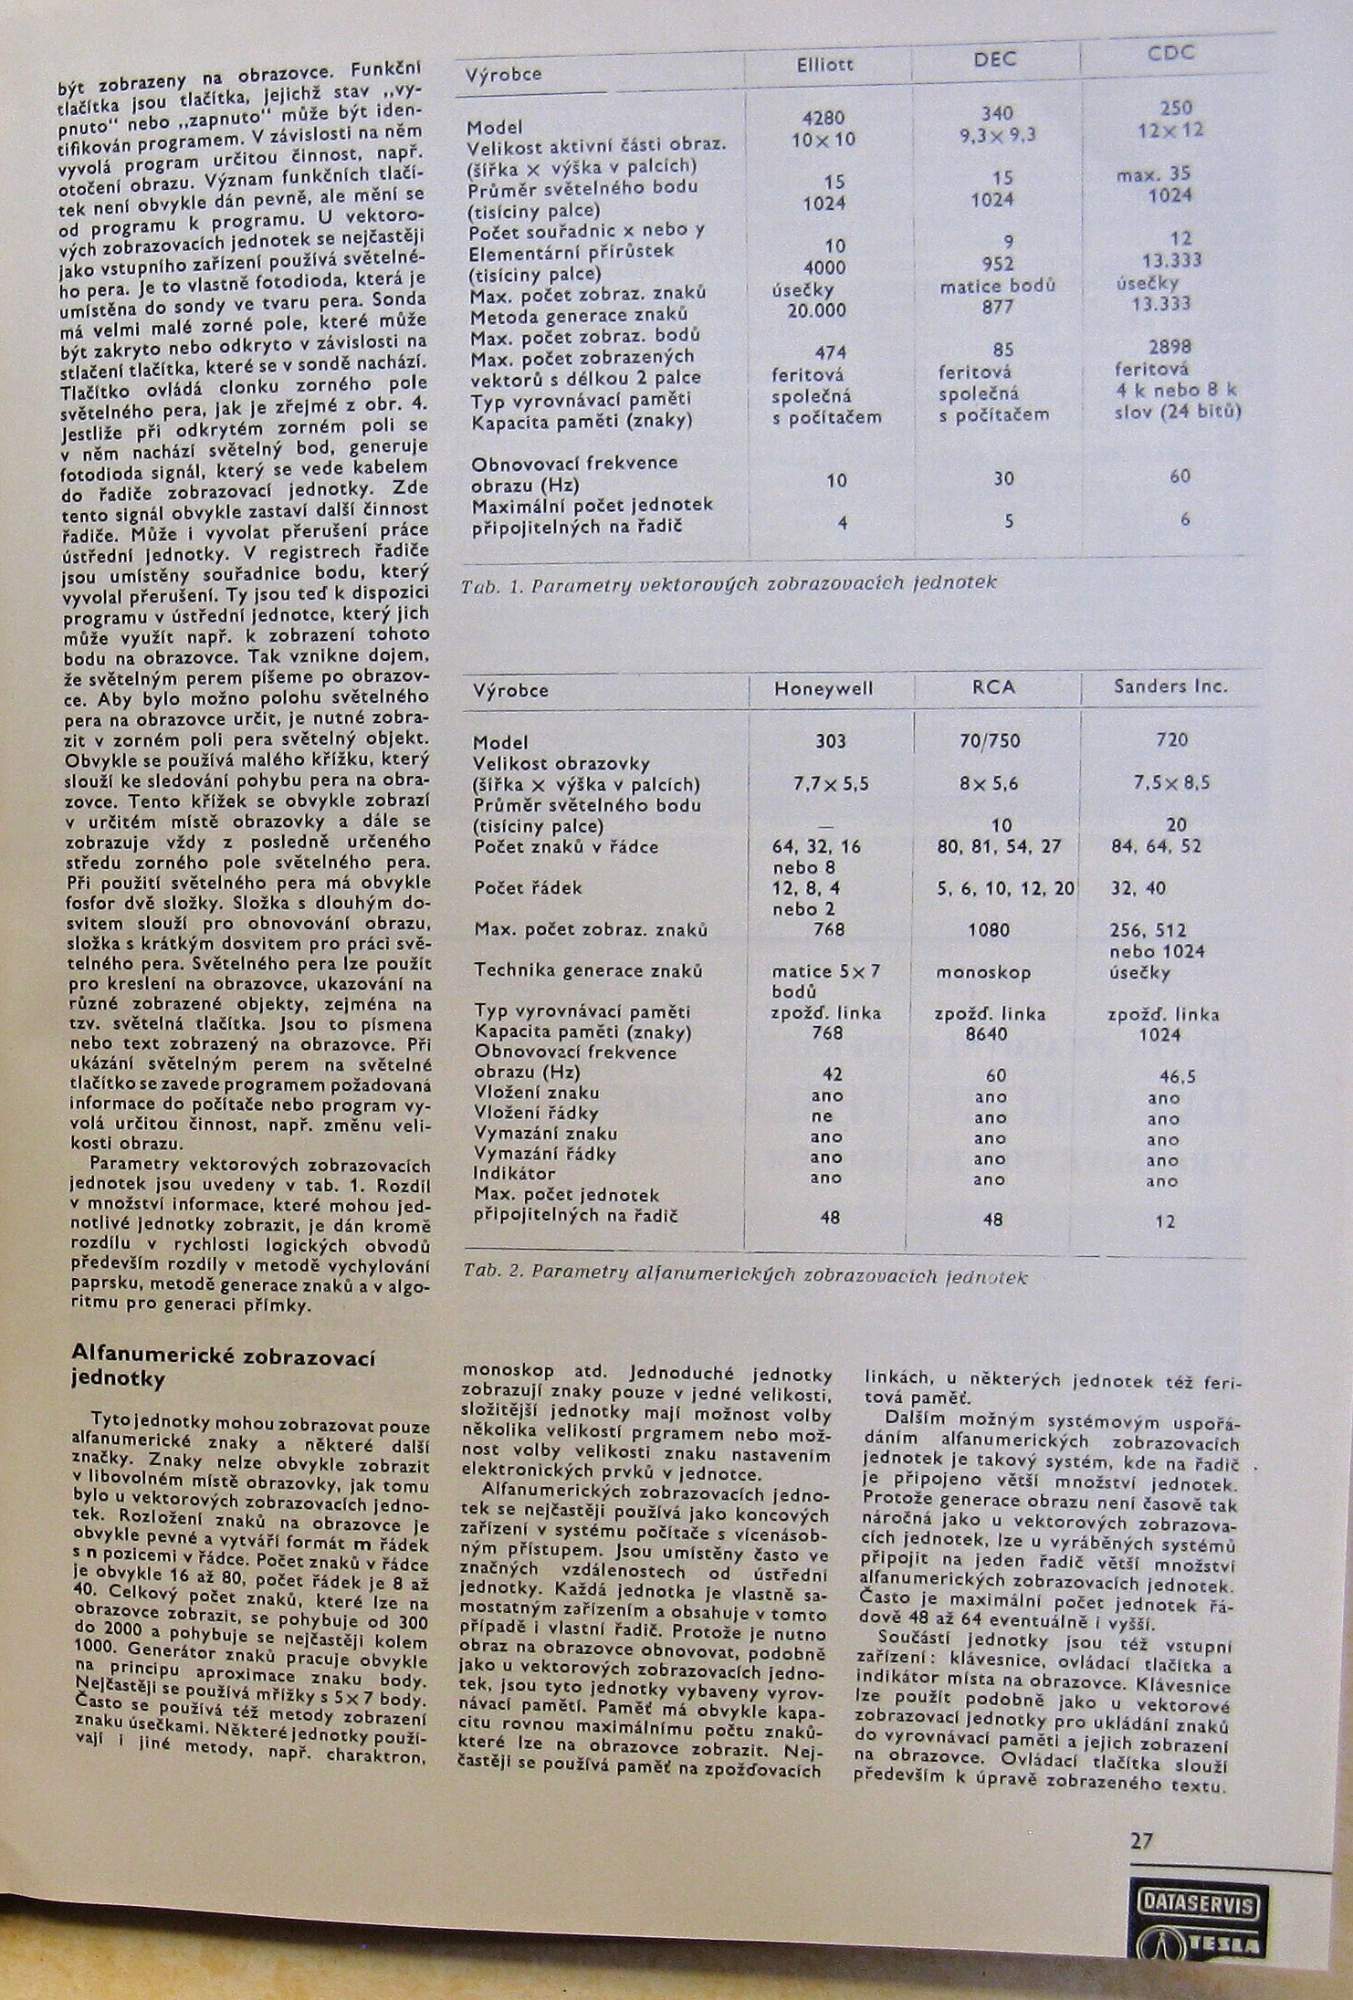 být zobrazeny na obrazovce. Funkční
tlačítka jsou tlačítka, jejichž stav „vy-
pnuto" nebo „zapnuto" může být iden-
tifikován programem. V závislosti na něm
vyvolá program určitou činnost, např.
otočení obrazu. Význam funkčních tlačí-
tek není obvykle dán pevně, ale mění se
od programu k programu. U vektoro-
vých zobrazovacích jednotek se nejčastěji
jako vstupního zařízení používá světelné-
ho pera. Je to vlastně fotodioda, která je
umístěna do sondy ve tvaru pera. Sonda
má velmi malé zorné pole, které může
být zakryto nebo odkryto v závislosti na
stlačení tlačítka, které se v sondě nachází.
Tlačítko ovládá clonku zorného pole
světelného pera, jak je zřejmé z obr. 4.
Jestliže při odkrytém zorném poli se
v něm nachází světelný bod, generuje
fotodioda signál, který se vede kabelem
do řadiče zobrazovací jednotky. Zde
tento signál obvykle zastaví další činnost
řadiče. Může i vyvolat přerušení práce
ústřední jednotky. V registrech řadiče
jsou umístěny souřadnice bodu, který
vyvolal přerušení. Ty jsou teď k dispozici
programu v ústřední jednotce, který jich
může využít např. k zobrazení tohoto
bodu na obrazovce. Tak vznikne dojem,
že světelným perem píšeme po obrazov-
ce. Aby bylo možno polohu světelného
pera na obrazovce určit, je nutné zobra-
zit v zorném poli pera světelný objekt.
Obvykle se používá malého křížku, který
slouží ke sledování pohybu pera na obra-
zovce. Tento křížek se obvykle zobrazí
v určitém místě obrazovky a dále se
zobrazuje vždy z posledně určeného
středu zorného pole světelného pera.
Při použití světelného pera má obvykle
fosfor dvě složky. Složka s dlouhým do-
svitem slouží pro obnovování obrazu,
složka s krátkým dosvitem pro práci svě-
telného pera. Světelného pera lze použít
pro kreslení na obrazovce, ukazování na
různé zobrazené objekty, zejména na
tzv. světelná tlačítka. Jsou to písmena
nebo text zobrazený na obrazovce. Při
ukázání světelným perem na světelné
tlačítko se zavede programem požadovaná
informace do počítače nebo program vy-
volá určitou činnost, např. změnu veli-
kosti obrazu.
Parametry vektorových zobrazovacích
jednotek jsou uvedeny v tab. 1. Rozdíl
v množství informace, které mohou jed-
notlivé jednotky zobrazit, je dán kromě
rozdílu v rychlosti logických obvodů
především rozdíly v metodě vychylování
paprsku, metodě generace znaků a v algo-
ritmu pro generaci přímky.
Výrobce Elliott DEC CDC
Model 4280 340 250
Velikost aktivní části obraz. 10×10 9,3×9,3 12×12
(šířka × výška v palcích)
Průměr světelného bodu 15 15 max. 35
(tisíciny palce) 1024 1024 1024
Počet souřadnic x nebo y
Elementární přírůstek 10 9 12
(tisíciny palce) 4000 952 13.333
Max. počet zobraz. znaků úsečky matice bodů úsečky
Metoda generace znaků 20.000 877 13.333
Max. počet zobraz. bodů
Max. počet zobrazených 474 85 2898
vektorů s délkou 2 palce feritová feritová feritová
Typ vyrovnávací paměti společná společná 4 k nebo 8 k
Kapacita paměti (znaky) s počítačem s počítačem slov (24 bitů)
Obnovovací frekvence
obrazu (Hz) 10 30 60
Maximální počet jednotek
připojitelných na řadič 4 5 6
Tab. 1. Parametry vektorových zobrazovacích jednotek
Výrobce Honeywell RCA Sanders Inc.
Model 303 70/750 720
Velikost obrazovky
(šířka × výška v palcích) 7,7×5,5 8×5,6 7,5×8,5
Průměr světelného bodu
(tisíciny palce) — 10 20
Počet znaků v řádce 64, 32, 16 80, 81, 54, 27 84, 64, 52
nebo 8
Počet řádek 12, 8, 4 5, 6, 10, 12, 20 32, 40
nebo 2
Max. počet zobraz. znaků 768 1080 256, 512
nebo 1024
Technika generace znaků matice 5×7 monoskop úsečky
bodů
Typ vyrovnávací paměti zpožď. linka zpožď. linka zpožď. linka
Kapacita paměti (znaky) 768 8640 1024
Obnovovací frekvence
obrazu (Hz) 42 60 46,5
Vložení znaku ano ano ano
Vložení řádky ne ano ano
Vymazání znaku ano ano ano
Vymazání řádky ano ano ano
Indikátor ano ano ano
Max. počet jednotek
připojitelných na řadič 48 48 12
Tab. 2. Parametry alfanumerických zobrazovacích jednotek
Alfanumerické zobrazovací
jednotky
Tyto jednotky mohou zobrazovat pouze
alfanumerické znaky a některé další
značky. Znaky nelze obvykle zobrazit
v libovolném místě obrazovky, jak tomu
bylo u vektorových zobrazovacích jedno-
tek. Rozložení znaků na obrazovce je
obvykle pevné a vytváří formát m řádek
s n pozicemi v řádce. Počet znaků v řádce
je obvykle 16 až 80, počet řádek je 8 až
40. Celkový počet znaků, které lze na
obrazovce zobrazit, se pohybuje od 300
do 2000 a pohybuje se nejčastěji kolem
1000. Generátor znaků pracuje obvykle
na principu aproximace znaku body.
Nejčastěji se používá mřížky s 5×7 body.
Často se používá též metody zobrazení
znaku úsečkami. Některé jednotky použí-
vají i jiné metody, např. charaktron,
monoskop atd. Jednoduché jednotky
zobrazují znaky pouze v jedné velikosti,
složitější jednotky mají možnost volby
několika velikostí prgramem nebo mož-
nost volby velikosti znaku nastavením
elektronických prvků v jednotce.
Alfanumerických zobrazovacích jedno-
tek se nejčastěji používá jako koncových
zařízení v systému počítače s vícenásob-
ným přístupem. Jsou umístěny často ve
značných vzdálenostech od ústřední
jednotky. Každá jednotka je vlastně sa-
mostatným zařízením a obsahuje v tomto
případě i vlastní řadič. Protože je nutno
obraz na obrazovce obnovovat, podobně
jako u vektorových zobrazovacích jedno-
tek, jsou tyto jednotky vybaveny vyrov-
návací pamětí. Paměť má obvykle kapa-
citu rovnou maximálnímu počtu znaků-
které lze na obrazovce zobrazit. Nej-
častěji se používá paměť na zpožďovacích
linkách, u některých jednotek též feri-
tová paměť.
Dalším možným systémovým uspořá-
dáním alfanumerických zobrazovacích
jednotek je takový systém, kde na řadič
je připojeno větší množství jednotek.
Protože generace obrazu není časově tak
náročná jako u vektorových zobrazova-
cích jednotek, lze u vyráběných systémů
připojit na jeden řadič větší množství
alfanumerických zobrazovacích jednotek.
Často je maximální počet jednotek řá-
dově 48 až 64 eventuálně i vyšší.
Součástí jednotky jsou též vstupní
zařízení: klávesnice, ovládací tlačítka a
indikátor místa na obrazovce. Klávesnice
lze použít podobně jako u vektorové
zobrazovací jednotky pro ukládání znaků
do vyrovnávací paměti a jejich zobrazení
na obrazovce. Ovládací tlačítka slouží
především k úpravě zobrazeného textu.
27
DATASERVIS
TESLA